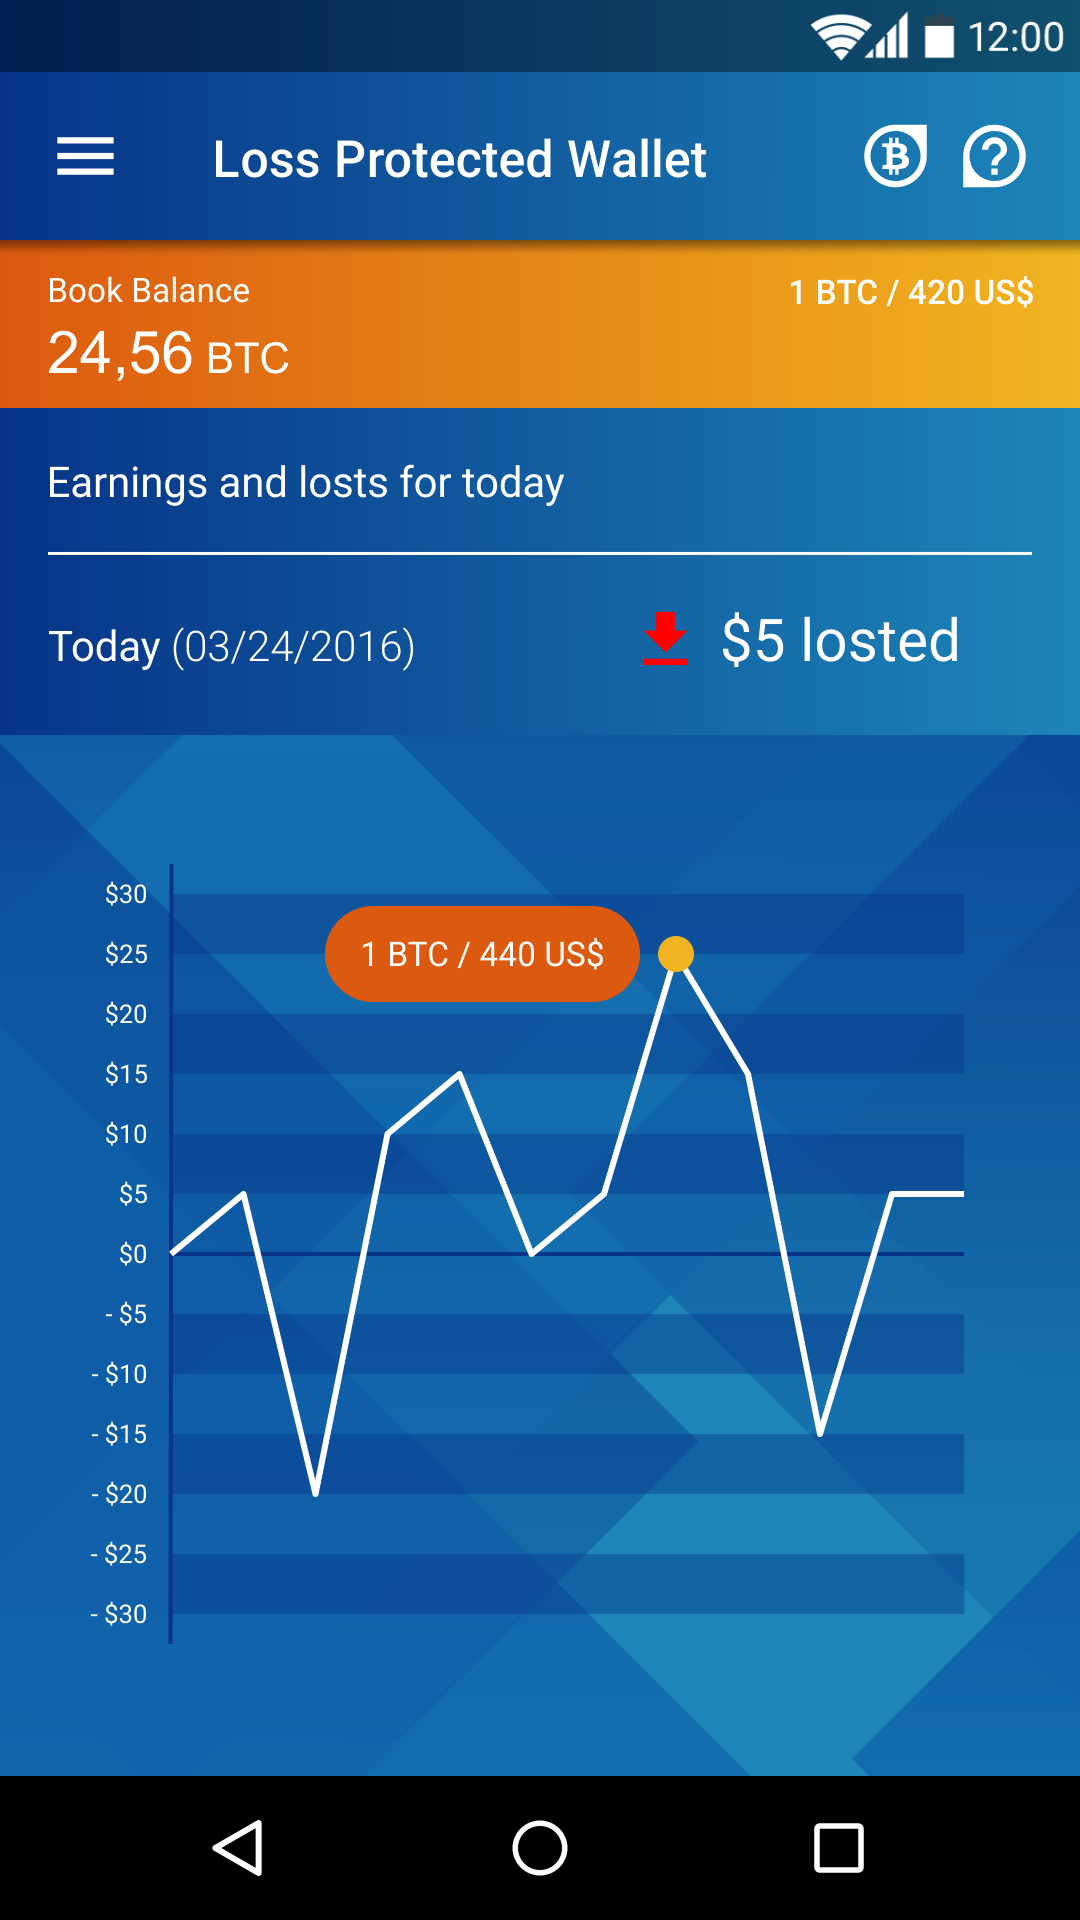 12:00
Loss Protected Wallet
Book Balance
1 BTC / 420 US$
24,56 BTC
Earnings and losts for today
Today (03/24/2016)
$5 losted
$30
$25
1 BTC / 440 US$
$20
$15
$10
$5
$0
- $5
- $10
- $15
- $20
- $25
- $30